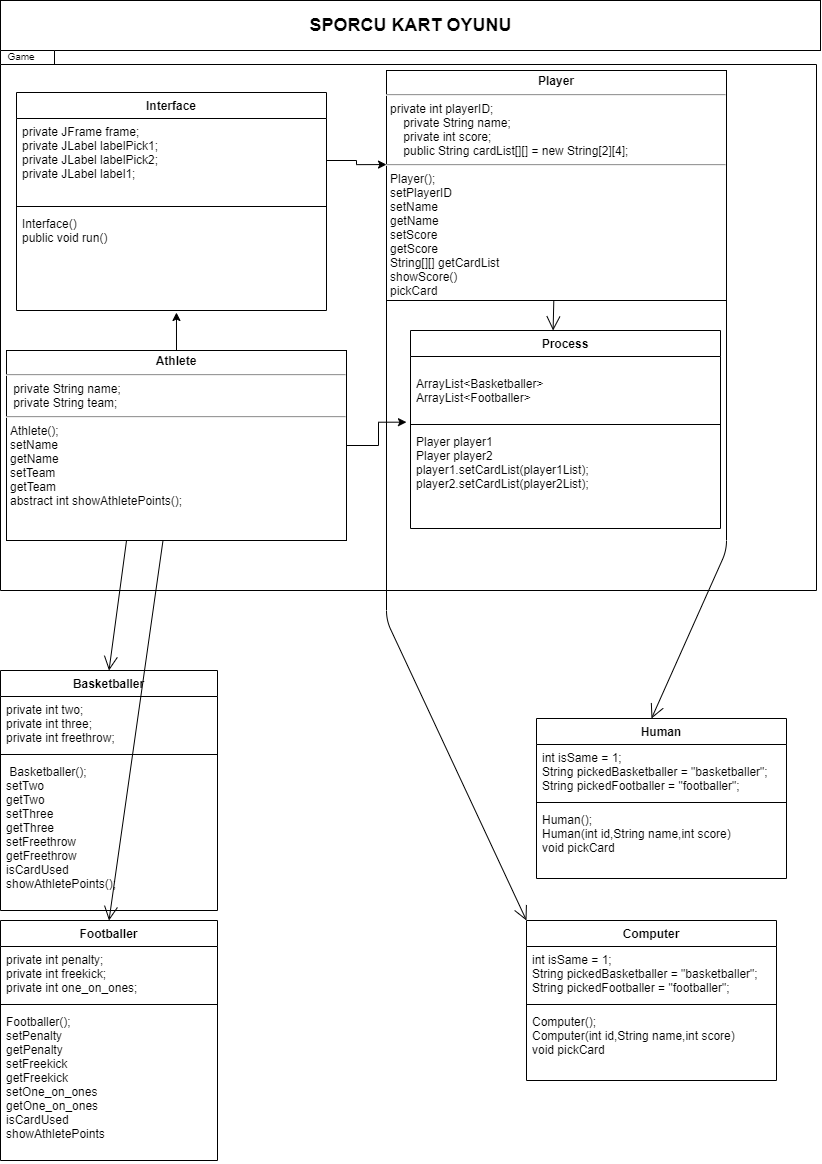 SPORCU KART OYUNU
Game
Interface
private JFrame frame;
private JLabel labelPick1;
private JLabel labelPick2;
private JLabel label1;
Interface()
public void run()
Player
private int playerID;
private String name;
private int score;
public String cardList[][] = new String[2][4];
Player();
setPlayerID
setName
getName
setScore
getScore
String[][] getCardList
showScore()
pickCard
Athlete
private String name;
private String team;
Athlete();
setName
getName
setTeam
getTeam
abstract int showAthletePoints();
Process
ArrayList<Basketballer>
ArrayList<Footballer>
Player player1
Player player2
player1.setCardList(player1List);
player2.setCardList(player2List);
Basketballer
private int two;
private int three;
private int freethrow;
Basketballer();
setTwo
getTwo
setThree
getThree
setFreethrow
getFreethrow
isCardUsed
showAthletePoints();
Human
int isSame = 1;
String pickedBasketballer = "basketballer";
String pickedFootballer = "footballer";
Human();
Human(int id,String name,int score)
void pickCard
Footballer
private int penalty;
private int freekick;
private int one_on_ones;
Footballer();
setPenalty
getPenalty
setFreekick
getFreekick
setOne_on_ones
getOne_on_ones
isCardUsed
showAthletePoints
Computer
int isSame = 1;
String pickedBasketballer = "basketballer";
String pickedFootballer = "footballer";
Computer();
Computer(int id,String name,int score)
void pickCard